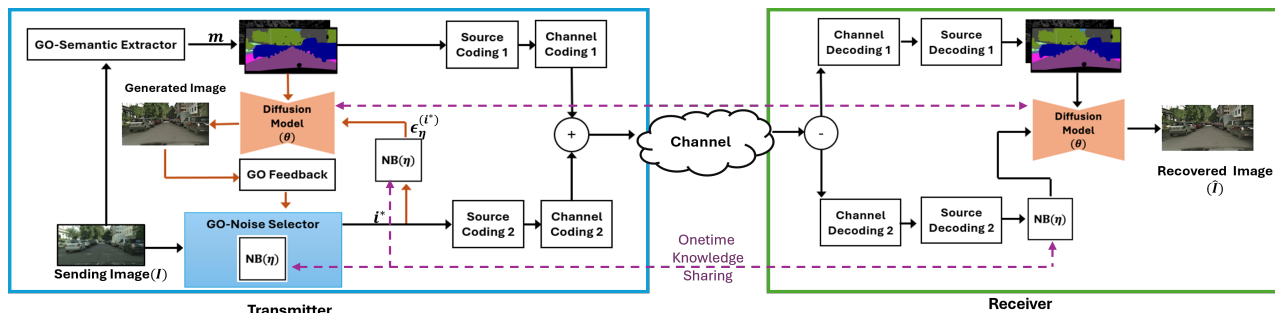 GO-Semantic Extractor
m
Source
Coding 1
Channel
Coding 1
Generated Image
Diffusion
Model
(θ)
ϵ_η^(i*)
NB(η)
GO Feedback
GO-Noise Selector
NB(η)
i*
Source
Coding 2
Channel
Coding 2
+
Sending Image(I)
Transmitter
Channel
Onetime
Knowledge
Sharing
-
Channel
Decoding 1
Source
Decoding 1
Diffusion
Model
(θ)
Channel
Decoding 2
Source
Decoding 2
NB(η)
Recovered Image
(Î)
Receiver